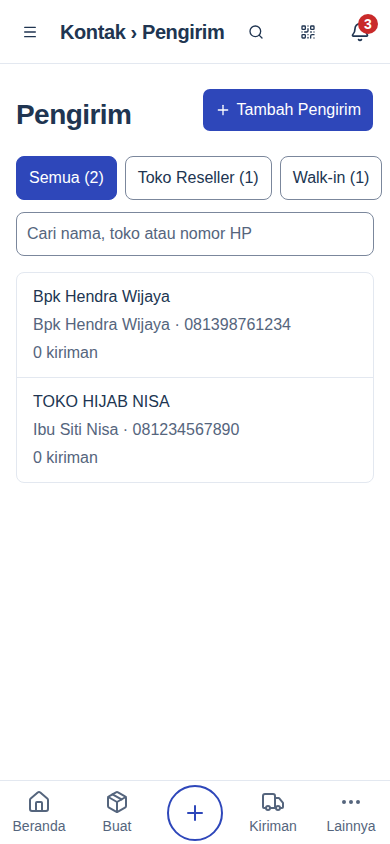 Kontak › Pengirim
3
Pengirim
Tambah Pengirim
Semua (2)
Toko Reseller (1)
Walk-in (1)
Cari nama, toko atau nomor HP
Bpk Hendra Wijaya
Bpk Hendra Wijaya · 081398761234
0 kiriman
TOKO HIJAB NISA
Ibu Siti Nisa · 081234567890
0 kiriman
Beranda
Buat
Kiriman
Lainnya